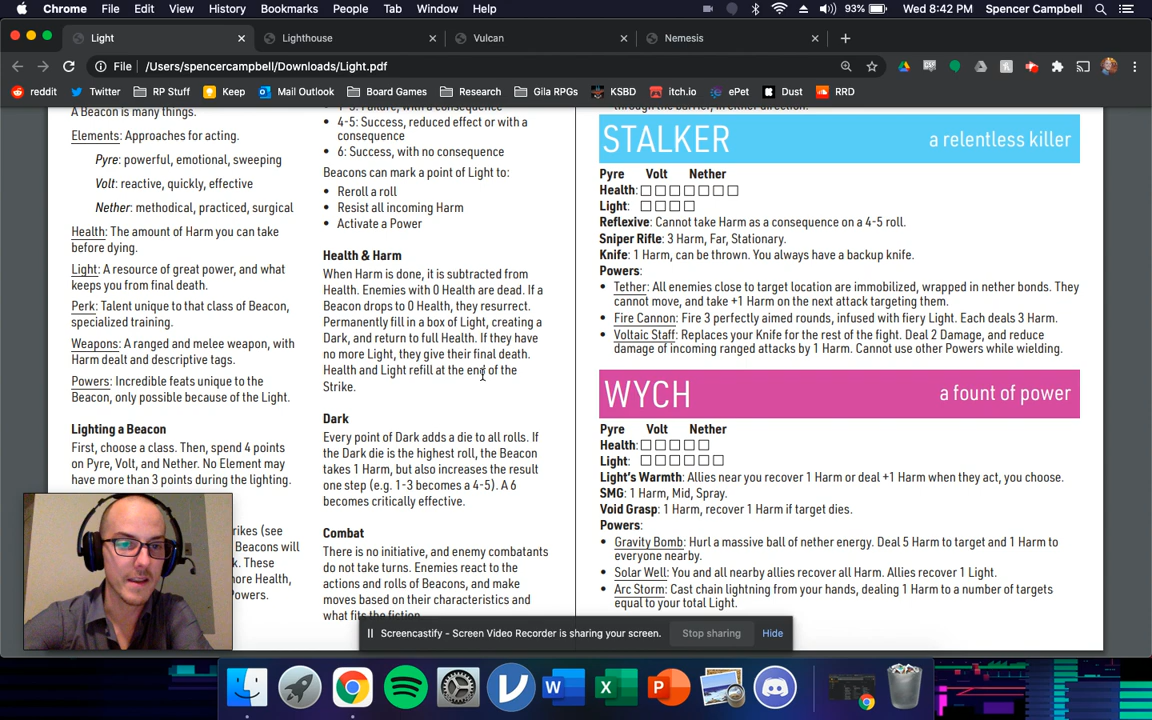 Chrome File Edit View History Bookmarks People Tab Window Help 93% Wed 8:42 PM Spencer Campbell
Light Lighthouse Vulcan Nemesis
File /Users/spencercampbell/Downloads/Light.pdf
reddit Twitter RP Stuff Keep Mail Outlook Board Games Research Gila RPGs KSBD itch.io ePet Dust RRD
A Beacon is many things.
Elements: Approaches for acting.
Pyre: powerful, emotional, sweeping
Volt: reactive, quickly, effective
Nether: methodical, practiced, surgical
Health: The amount of Harm you can take
before dying.
Light: A resource of great power, and what
keeps you from final death.
Perk: Talent unique to that class of Beacon,
specialized training.
Weapons: A ranged and melee weapon, with
Harm dealt and descriptive tags.
Powers: Incredible feats unique to the
Beacon, only possible because of the Light.
Lighting a Beacon
First, choose a class. Then, spend 4 points
on Pyre, Volt, and Nether. No Element may
have more than 3 points during the lighting.
rikes (see
Beacons will
k. These
more Health,
Powers.
1-3: Failure, with a consequence
• 4-5: Success, reduced effect or with a
consequence
• 6: Success, with no consequence
Beacons can mark a point of Light to:
• Reroll a roll
• Resist all incoming Harm
• Activate a Power
Health & Harm
When Harm is done, it is subtracted from
Health. Enemies with 0 Health are dead. If a
Beacon drops to 0 Health, they resurrect.
Permanently fill in a box of Light, creating a
Dark, and return to full Health. If they have
no more Light, they give their final death.
Health and Light refill at the end of the
Strike.
Dark
Every point of Dark adds a die to all rolls. If
the Dark die is the highest roll, the Beacon
takes 1 Harm, but also increases the result
one step (e.g. 1-3 becomes a 4-5). A 6
becomes critically effective.
Combat
There is no initiative, and enemy combatants
do not take turns. Enemies react to the
actions and rolls of Beacons, and make
moves based on their characteristics and
what fits the fiction.
through the barrier, in either direction.
STALKER a relentless killer
Pyre Volt Nether
Health:
Light:
Reflexive: Cannot take Harm as a consequence on a 4-5 roll.
Sniper Rifle: 3 Harm, Far, Stationary.
Knife: 1 Harm, can be thrown. You always have a backup knife.
Powers:
• Tether: All enemies close to target location are immobilized, wrapped in nether bonds. They
cannot move, and take +1 Harm on the next attack targeting them.
• Fire Cannon: Fire 3 perfectly aimed rounds, infused with fiery Light. Each deals 3 Harm.
• Voltaic Staff: Replaces your Knife for the rest of the fight. Deal 2 Damage, and reduce
damage of incoming ranged attacks by 1 Harm. Cannot use other Powers while wielding.
WYCH a fount of power
Pyre Volt Nether
Health:
Light:
Light's Warmth: Allies near you recover 1 Harm or deal +1 Harm when they act, you choose.
SMG: 1 Harm, Mid, Spray.
Void Grasp: 1 Harm, recover 1 Harm if target dies.
Powers:
• Gravity Bomb: Hurl a massive ball of nether energy. Deal 5 Harm to target and 1 Harm to
everyone nearby.
• Solar Well: You and all nearby allies recover all Harm. Allies recover 1 Light.
• Arc Storm: Cast chain lightning from your hands, dealing 1 Harm to a number of targets
equal to your total Light.
Screencastify - Screen Video Recorder is sharing your screen. Stop sharing Hide